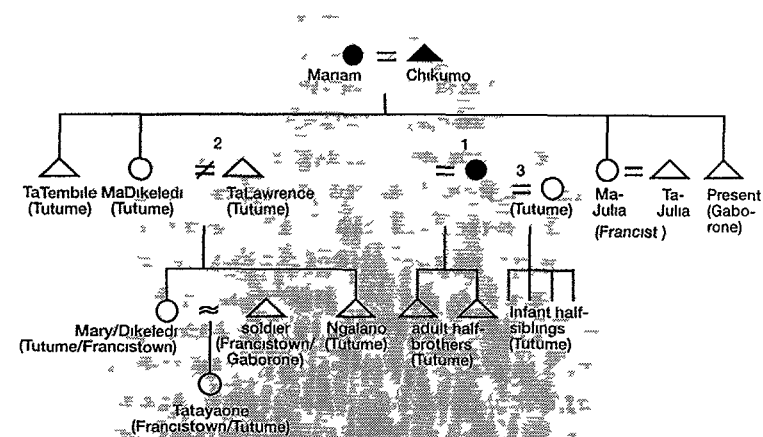 Mariam
Chikumo
2
1
3
TaTembile
(Tutume)
MaDikeledi
(Tutume)
TaLawrence
(Tutume)
(Tutume)
Ma-
Julia
(Francist )
Ta-
Julia
Present
(Gabo-
rone)
Mary/Dikeledi
(Tutume/Francistown)
soldier
(Francistown/
Gaborone)
Ngalano
(Tutume)
adult half-
brothers
(Tutume)
Infant half-
siblings
(Tutume)
Tatayaone
(Francistown/Tutume)